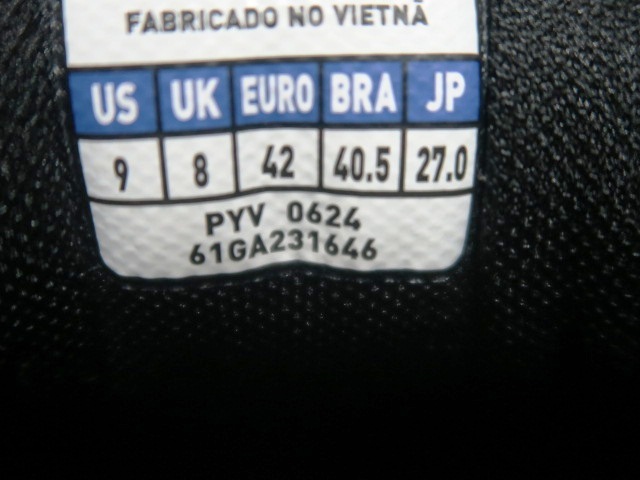 FABRICADO NO VIETNÃ
US UK EURO BRA JP
9 8 42 40.5 27.0
PYV 0624
61GA231646